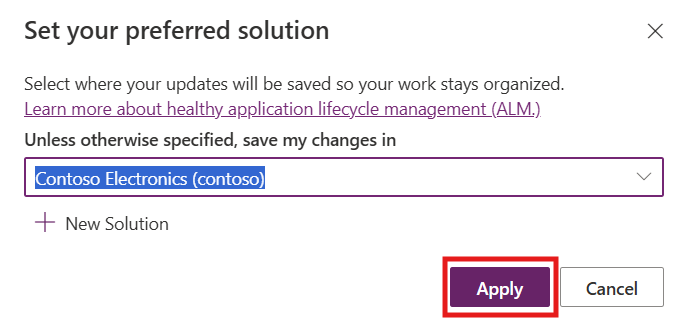 Set your preferred solution
Select where your updates will be saved so your work stays organized.
Learn more about healthy application lifecycle management (ALM.)
Unless otherwise specified, save my changes in
Contoso Electronics (contoso)
New Solution
Apply
Cancel